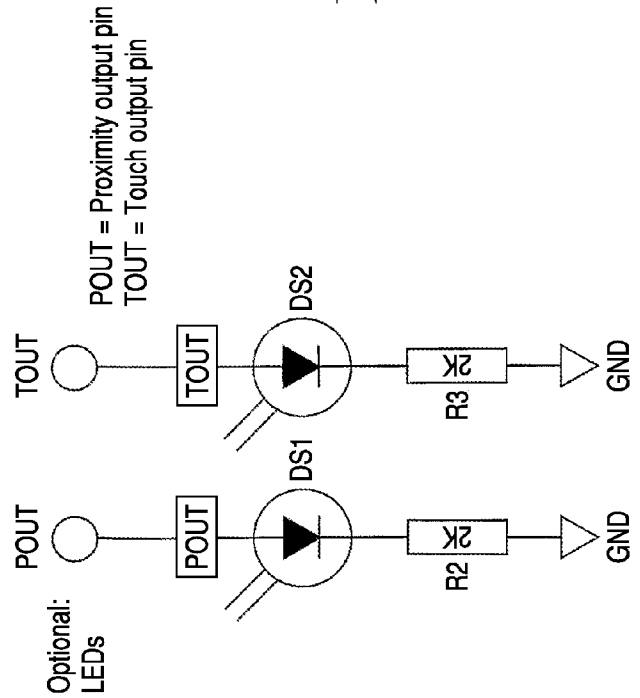 Optional:
LEDs
POUT
POUT
DS1
R2
2K
GND
TOUT
TOUT
DS2
R3
2K
GND
POUT = Proximity output pin
TOUT = Touch output pin